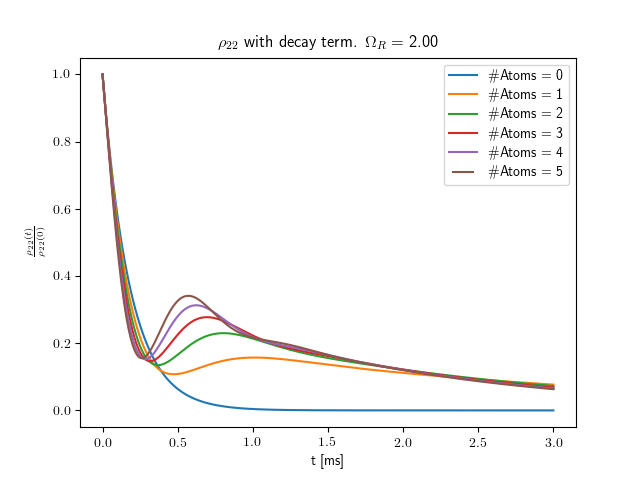 ρ22 with decay term. ΩR = 2.00
#Atoms = 0
#Atoms = 1
#Atoms = 2
#Atoms = 3
#Atoms = 4
#Atoms = 5
ρ22(t)
ρ22(0)
1.0
0.8
0.6
0.4
0.2
0.0
0.0 0.5 1.0 1.5 2.0 2.5 3.0
t [ms]